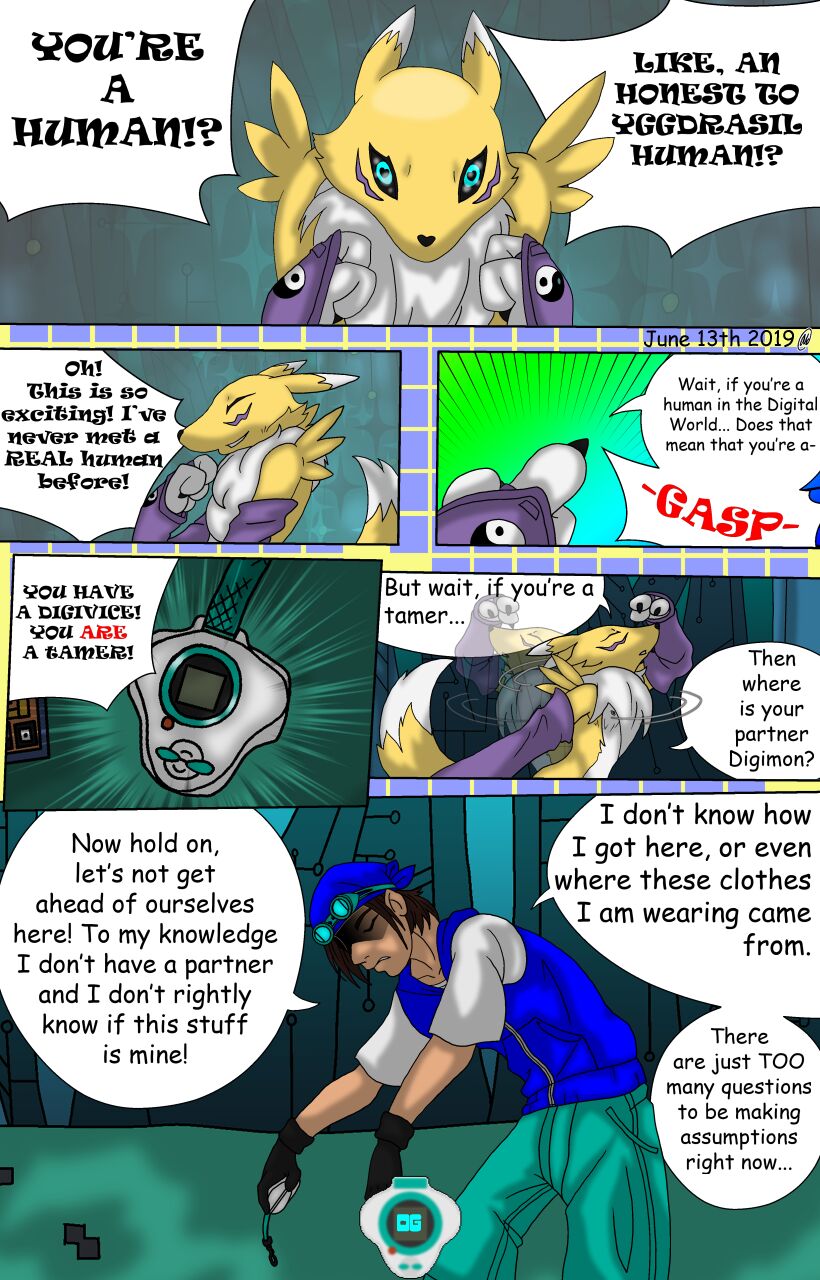 YOU'RE
A
HUMAN!?
LIKE, AN
HONEST TO
YGGDRASIL
HUMAN!?
June 13th 2019
Oh!
This is so
exciting! I've
never met a
REAL human
before!
Wait, if you're a
human in the Digital
World... Does that
mean that you're a-
-GASP-
YOU HAVE
A DIGIVICE!
YOU ARE
A TAMER!
But wait, if you're a
tamer...
Then
where
is your
partner
Digimon?
Now hold on,
let's not get
ahead of ourselves
here! To my knowledge
I don't have a partner
and I don't rightly
know if this stuff
is mine!
I don't know how
I got here, or even
where these clothes
I am wearing came
from.
There
are just TOO
many questions
to be making
assumptions
right now...
DG